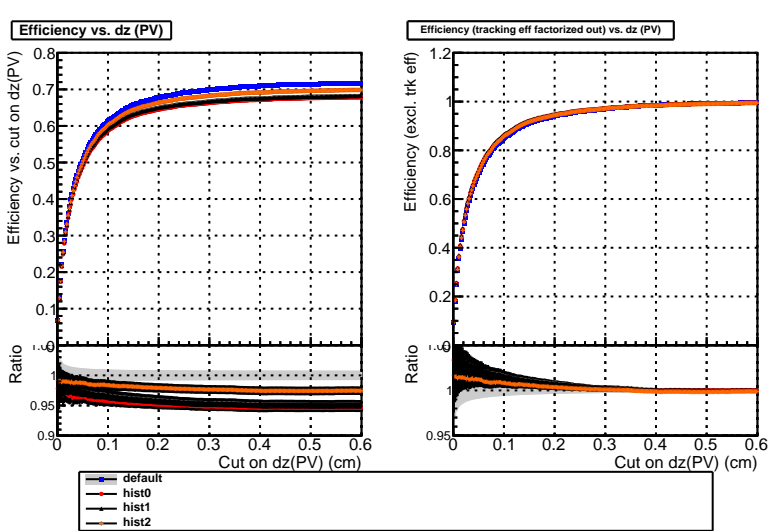 Efficiency vs. dz (PV)
Efficiency vs. cut on dz(PV)
0.8
0.7
0.6
0.5
0.4
0.3
0.2
0.1
Ratio
1
0.95
0.9
0 0.1 0.2 0.3 0.4 0.5 0.6
Cut on dz(PV) (cm)
Efficiency (tracking eff factorized out) vs. dz (PV)
Efficiency (excl. trk eff)
1.2
1
0.8
0.6
0.4
0.2
Ratio
1
0.95
0 0.1 0.2 0.3 0.4 0.5 0.6
Cut on dz(PV) (cm)
default
hist0
hist1
hist2